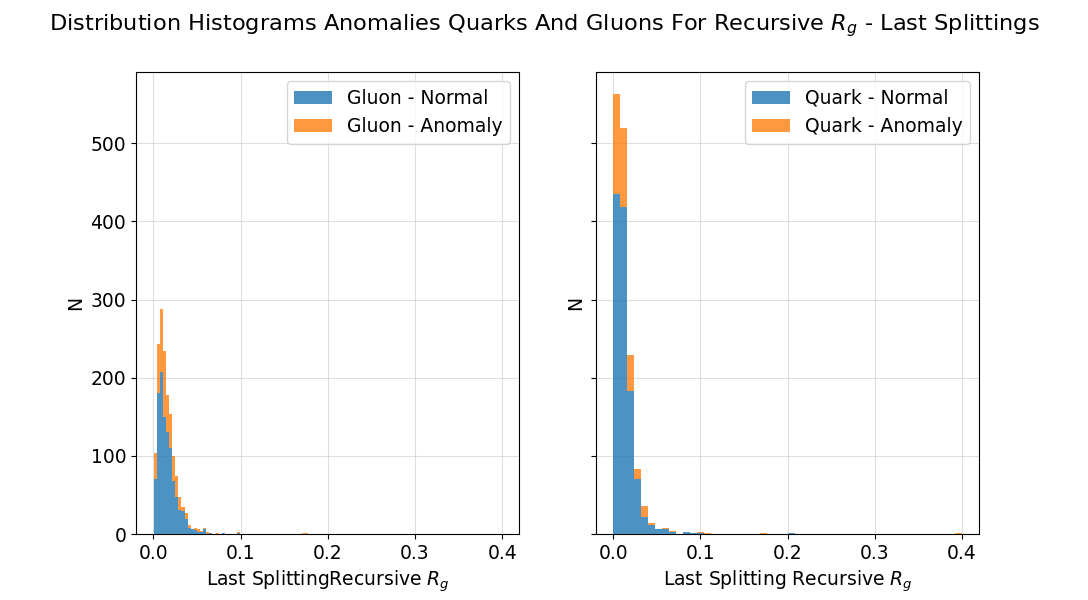 Distribution Histograms Anomalies Quarks And Gluons For Recursive $R_g$ - Last Splittings
Gluon - Normal
Gluon - Anomaly
N
500
400
300
200
100
0
0.0 0.1 0.2 0.3 0.4
Last SplittingRecursive $R_g$
Quark - Normal
Quark - Anomaly
N
0.0 0.1 0.2 0.3 0.4
Last Splitting Recursive $R_g$